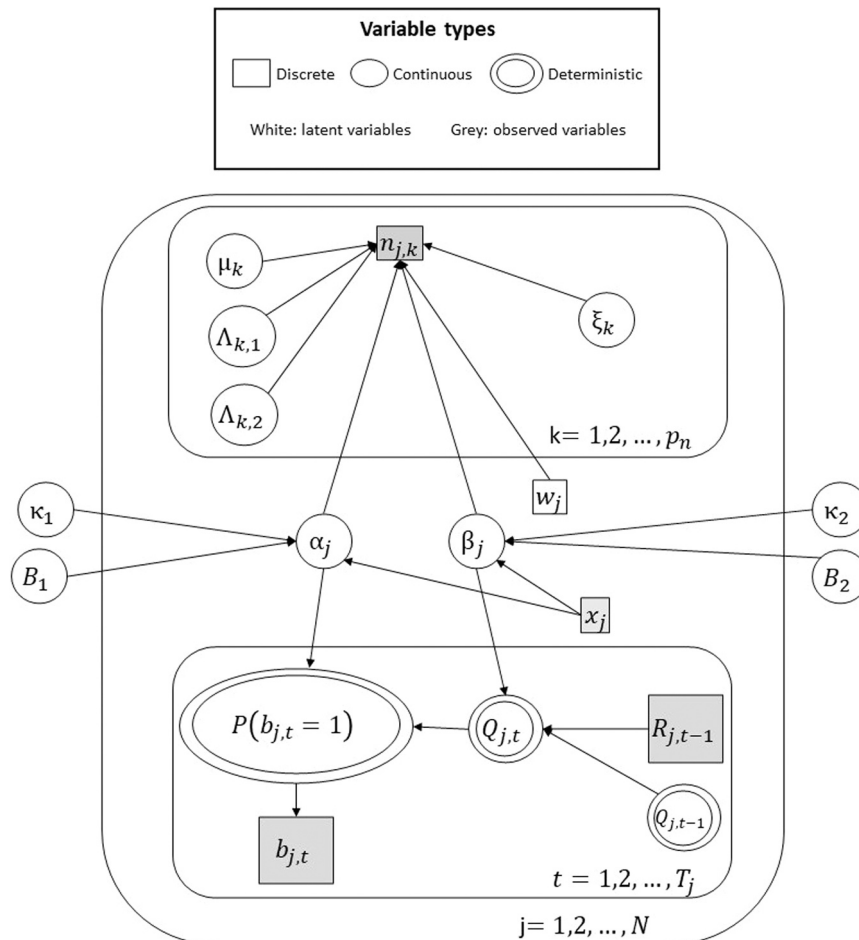 Variable types
Discrete Continuous Deterministic
White: latent variables Grey: observed variables
n_{j,k}
μ_k
Λ_{k,1}
ξ_k
Λ_{k,2}
k= 1,2, ..., p_n
w_j
κ_1
α_j
β_j
κ_2
B_1
B_2
x_j
P(b_{j,t} = 1)
Q_{j,t}
R_{j,t−1}
Q_{j,t−1}
b_{j,t}
t = 1,2, ..., T_j
j= 1,2, ..., N